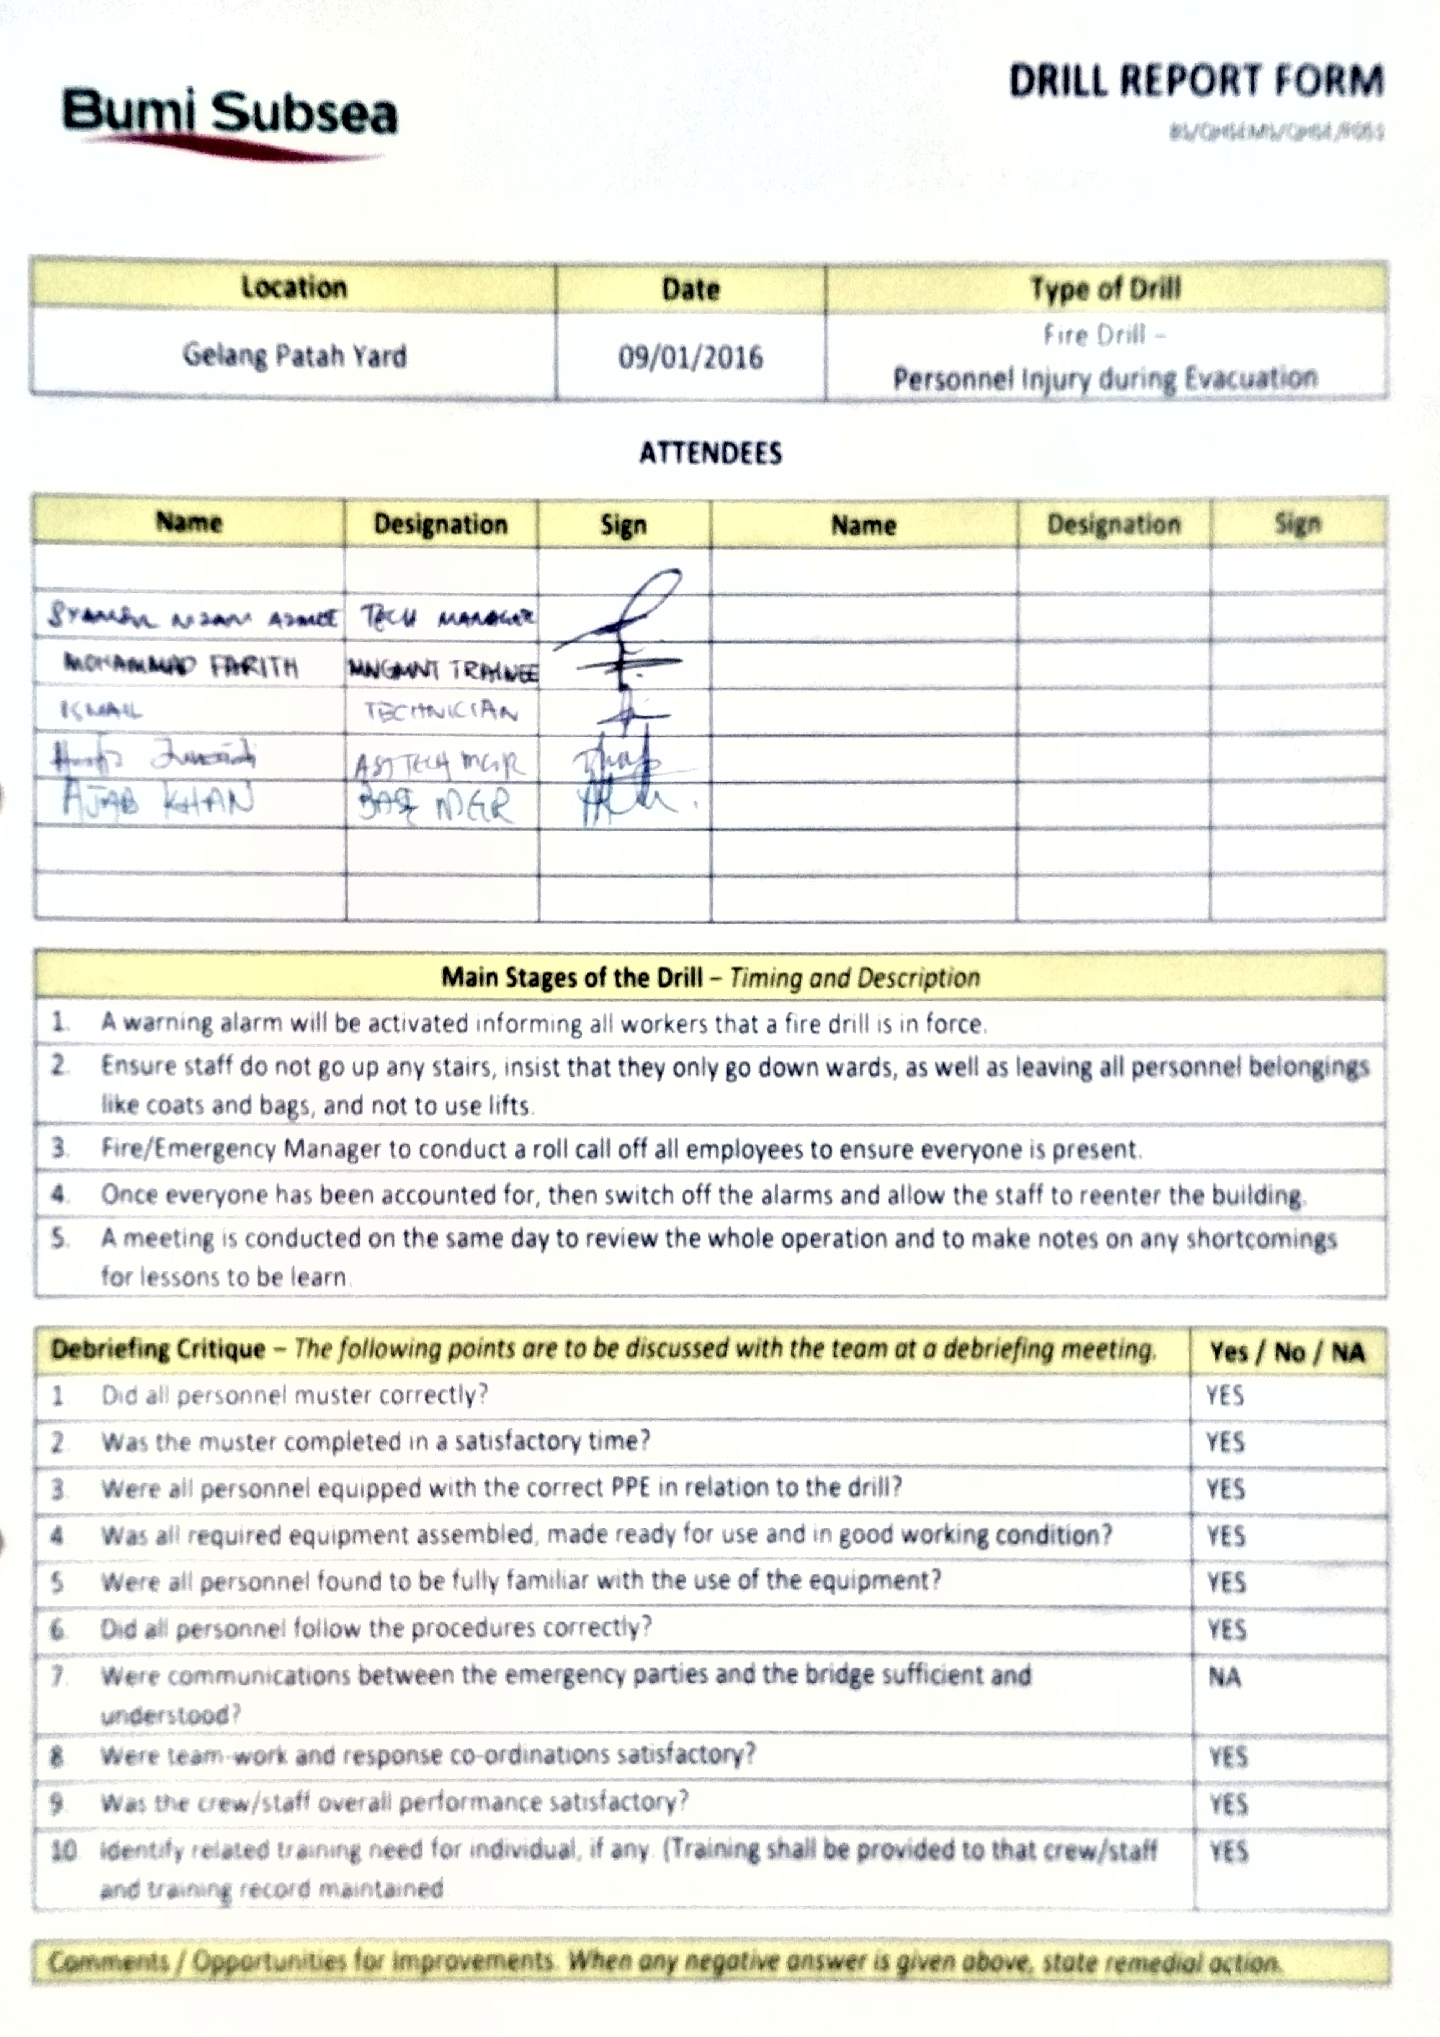 Bumi Subsea
DRILL REPORT FORM
Location Date Type of Drill
Gelang Patah Yard 09/01/2016 Fire Drill –
Personnel Injury during Evacuation
ATTENDEES
Name Designation Sign Name Designation Sign
TECH MANAGER
MOHAMMAD FARITH MNGMNT TRAINEE
ISMAIL TECHNICIAN
TECH MGR
AJAB KHAN BASE MGR
Main Stages of the Drill – Timing and Description
1. A warning alarm will be activated informing all workers that a fire drill is in force.
2. Ensure staff do not go up any stairs, insist that they only go down wards, as well as leaving all personnel belongings
like coats and bags, and not to use lifts.
3. Fire/Emergency Manager to conduct a roll call off all employees to ensure everyone is present.
4. Once everyone has been accounted for, then switch off the alarms and allow the staff to reenter the building.
5. A meeting is conducted on the same day to review the whole operation and to make notes on any shortcomings
for lessons to be learn.
Debriefing Critique – The following points are to be discussed with the team at a debriefing meeting. Yes / No / NA
1 Did all personnel muster correctly? YES
2. Was the muster completed in a satisfactory time? YES
3. Were all personnel equipped with the correct PPE in relation to the drill? YES
4 Was all required equipment assembled, made ready for use and in good working condition? YES
5 Were all personnel found to be fully familiar with the use of the equipment? YES
6. Did all personnel follow the procedures correctly? YES
7. Were communications between the emergency parties and the bridge sufficient and NA
understood?
8 Were team-work and response co-ordinations satisfactory? YES
9. Was the crew/staff overall performance satisfactory? YES
10 Identify related training need for individual, if any. (Training shall be provided to that crew/staff YES
and training record maintained
Comments / Opportunities for Improvements. When any negative answer is given above, state remedial action.